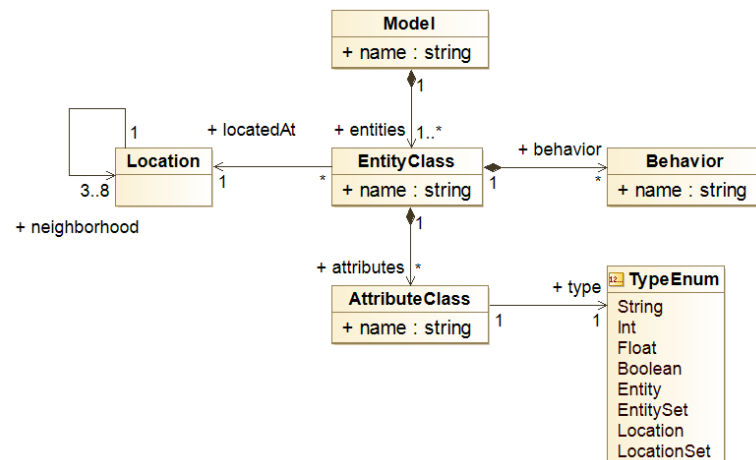 Model
+ name : string
1
+ locatedAt
+ entities
1..*
1
Location
3..8
+ neighborhood
1
*
EntityClass
+ name : string
1
+ behavior
*
Behavior
+ name : string
1
+ attributes
*
AttributeClass
+ name : string
1
+ type
1
12..
TypeEnum
String
Int
Float
Boolean
Entity
EntitySet
Location
LocationSet